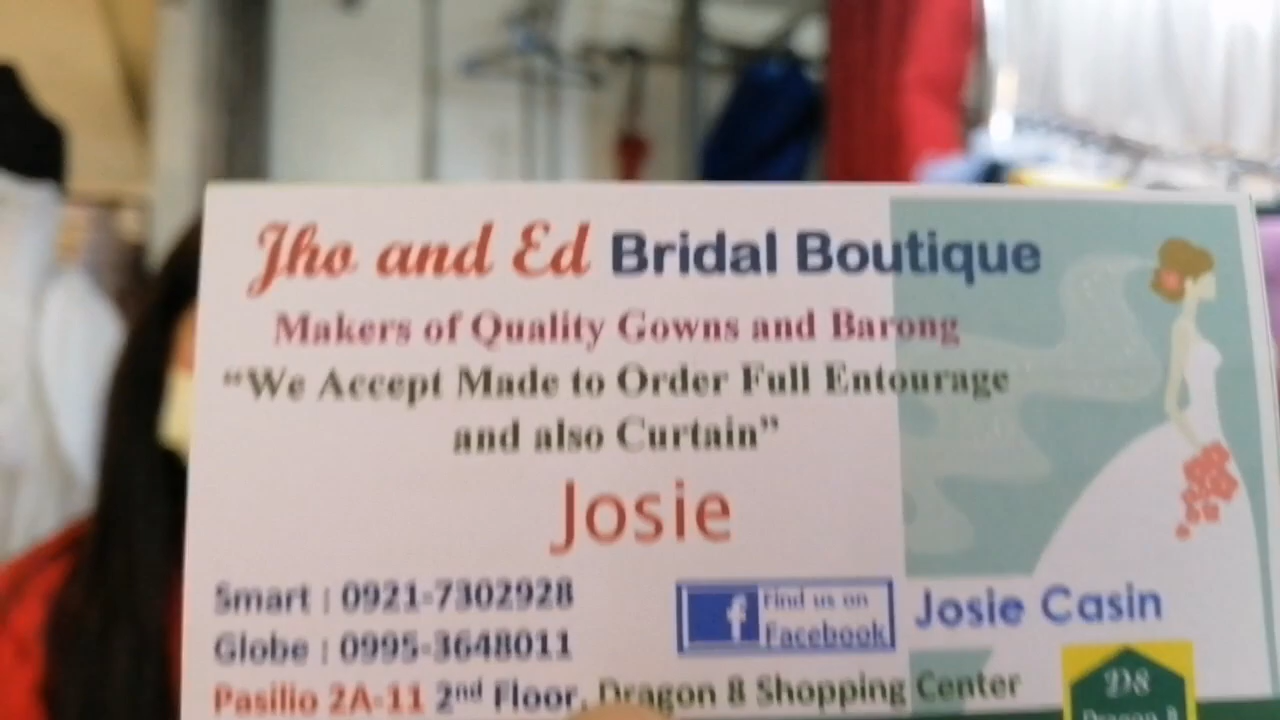 Jho and Ed Bridal Boutique
Makers of Quality Gowns and Barong
"We Accept Made to Order Full Entourage
and also Curtain"
Josie
Smart : 0921-7302928
Globe : 0995-3648011
Find us on
Facebook
Josie Casin
Pasilio 2A-11 2nd Floor, Dragon 8 Shopping Center
D8
Dragon 8